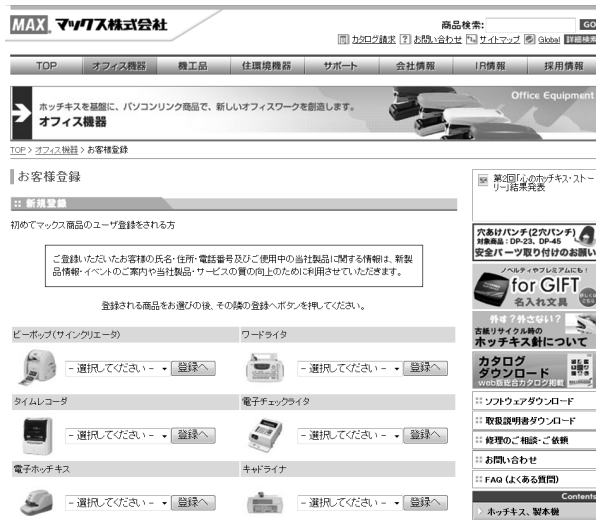 MAX. マックス株式会社
商品検索: GO
カタログ請求 お問い合わせ サイトマップ Global 詳細検索
TOP オフィス機器 機工品 住環境機器 サポート 会社情報 IR情報 採用情報
Office Equipment
ホッチキスを基盤に、パソコンリンク商品で、新しいオフィスワークを創造します。
オフィス機器
TOP > オフィス機器 > お客様登録
お客様登録
:: 新規登録
初めてマックス商品のユーザ登録をされる方
ご登録いただいたお客様の氏名・住所・電話番号及びご使用中の当社製品に関する情報は、新製
品情報・イベントのご案内や当社製品・サービスの質の向上のために利用させていただきます。
登録される商品をお選びの後、その隣の登録へボタンを押してください。
ビーポップ(サインクリエータ) ワードライタ
- 選択してください - 登録へ - 選択してください - 登録へ
タイムレコーダ 電子チェックライタ
- 選択してください - 登録へ - 選択してください - 登録へ
電子ホッチキス キャドライナ
- 選択してください - 登録へ - 選択してください - 登録へ
第2回「心のホッチキス・ストー
リー」結果発表
穴あけパンチ(2穴パンチ)
対象商品：DP-23、DP-45
安全パーツ取り付けのお願い
ノベルティやプレミアムにも!
for GIFT
名入れ文具
外す?外さない?
古紙リサイクル時の
ホッチキス針について
カタログ
ダウンロード
web版総合カタログ掲載
ソフトウェアダウンロード
取扱説明書ダウンロード
修理のご相談・ご依頼
お問い合わせ
FAQ (よくある質問)
Contents
ホッチキス、製本機